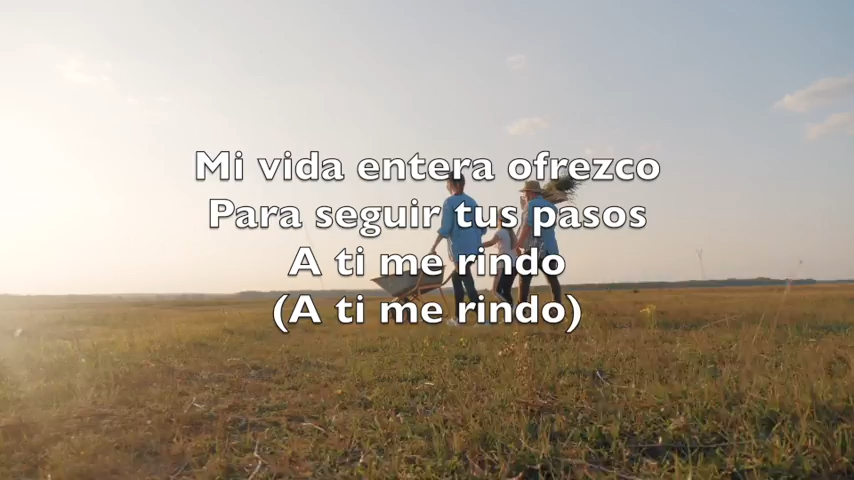 Mi vida entera ofrezco
Para seguir tus pasos
A ti me rindo
(A ti me rindo)